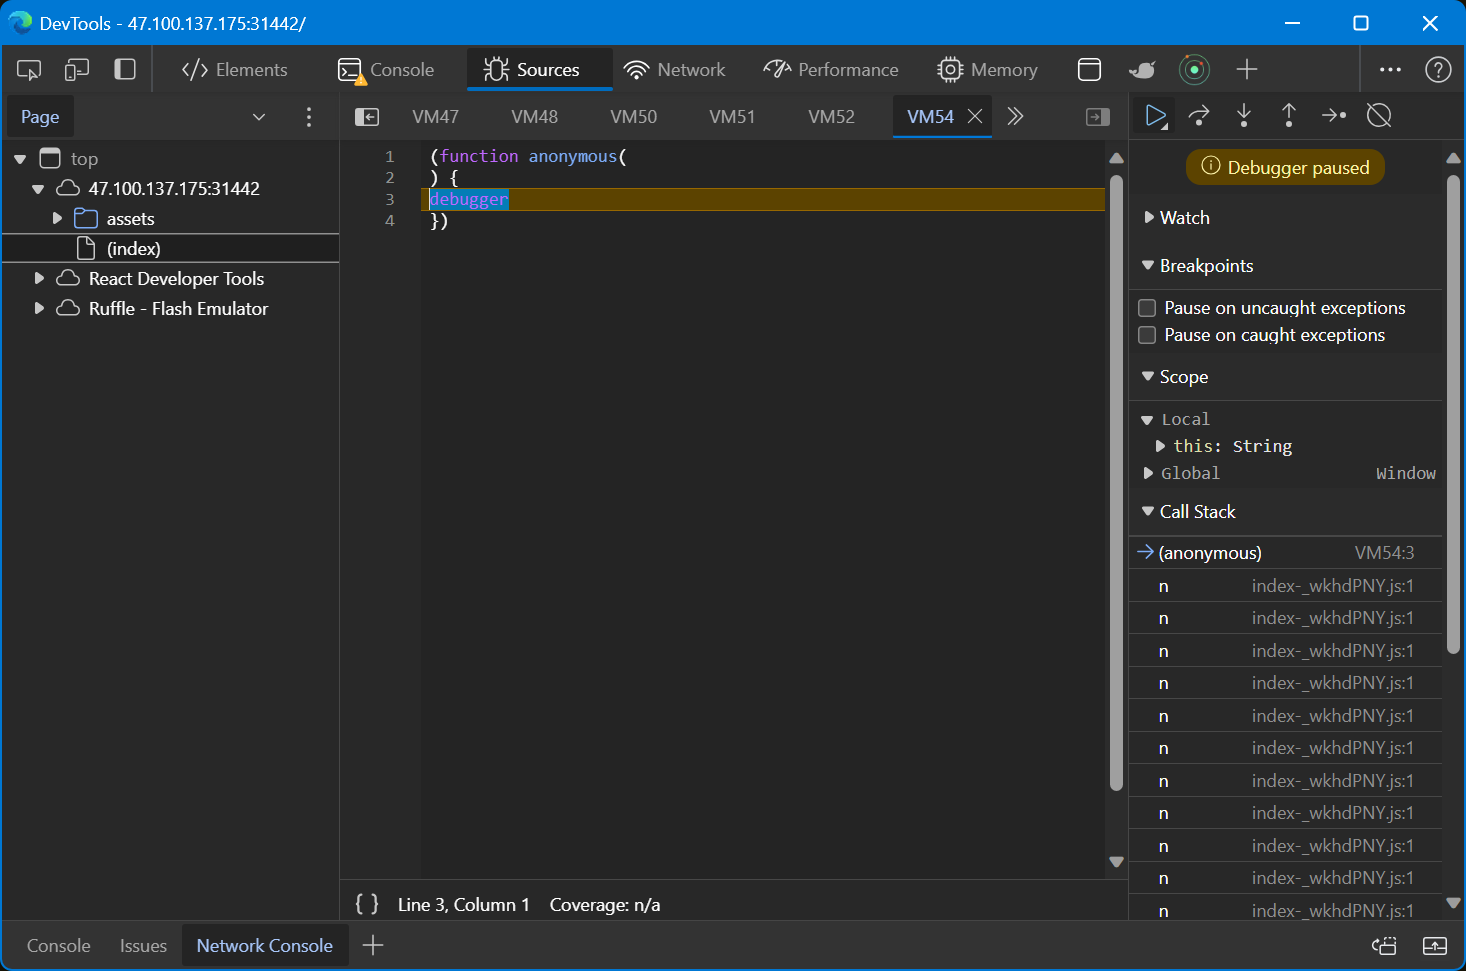 DevTools - 47.100.137.175:31442/
Elements
Console
Sources
Network
Performance
Memory
Page
VM47
VM48
VM50
VM51
VM52
VM54
top
47.100.137.175:31442
assets
(index)
React Developer Tools
Ruffle - Flash Emulator
1 (function anonymous(
2 ) {
3 debugger
4 })
Debugger paused
Watch
Breakpoints
Pause on uncaught exceptions
Pause on caught exceptions
Scope
Local
this: String
Global Window
Call Stack
(anonymous) VM54:3
n index-_wkhdPNY.js:1
n index-_wkhdPNY.js:1
n index-_wkhdPNY.js:1
n index-_wkhdPNY.js:1
n index-_wkhdPNY.js:1
n index-_wkhdPNY.js:1
n index-_wkhdPNY.js:1
n index-_wkhdPNY.js:1
n index-_wkhdPNY.js:1
n index-_wkhdPNY.js:1
n index-_wkhdPNY.js:1
{ } Line 3, Column 1 Coverage: n/a
Console
Issues
Network Console